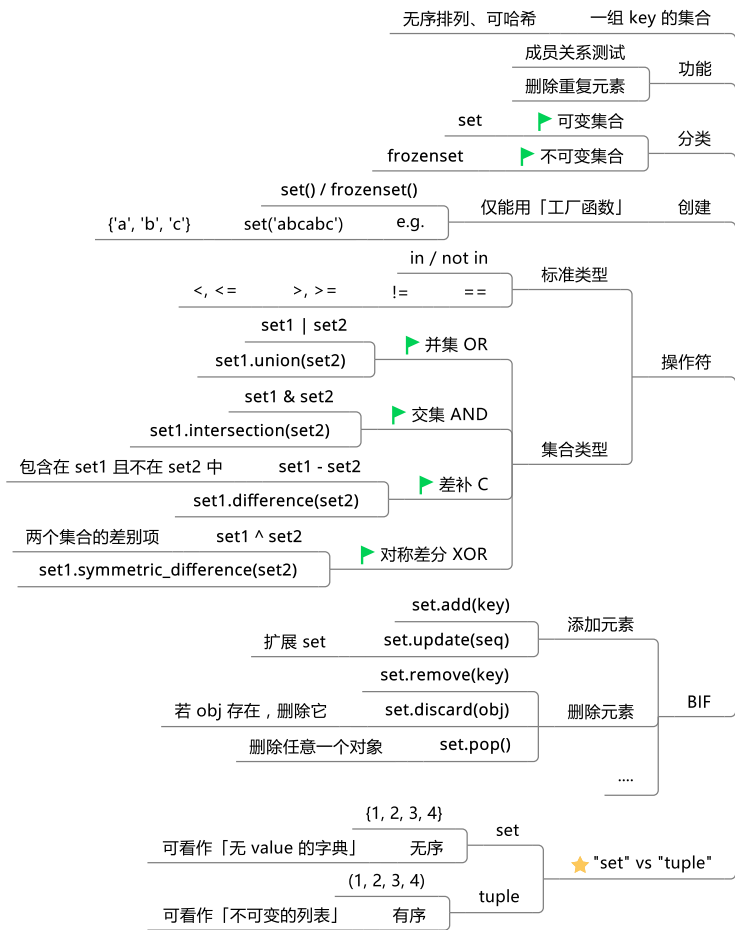 无序排列、可哈希 一组 key 的集合
成员关系测试
功能
删除重复元素
set 可变集合
分类
frozenset 不可变集合
set() / frozenset()
仅能用「工厂函数」 创建
{'a', 'b', 'c'} set('abcabc') e.g.
in / not in
标准类型
<, <= >, >= != ==
set1 | set2
并集 OR
set1.union(set2)
操作符
set1 & set2
交集 AND
set1.intersection(set2)
集合类型
包含在 set1 且不在 set2 中 set1 - set2
差补 C
set1.difference(set2)
两个集合的差别项 set1 ^ set2
对称差分 XOR
set1.symmetric_difference(set2)
set.add(key)
添加元素
扩展 set set.update(seq)
set.remove(key)
BIF
若 obj 存在，删除它 set.discard(obj) 删除元素
删除任意一个对象 set.pop()
....
{1, 2, 3, 4}
set
可看作「无 value 的字典」 无序
"set" vs "tuple"
(1, 2, 3, 4)
tuple
可看作「不可变的列表」 有序